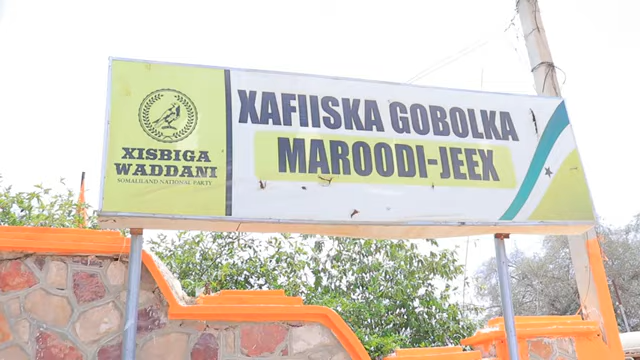 XISBIGA
WADDANI
SOMALILAND NATIONAL PARTY
XAFIISKA GOBOLKA
MAROODI-JEEX